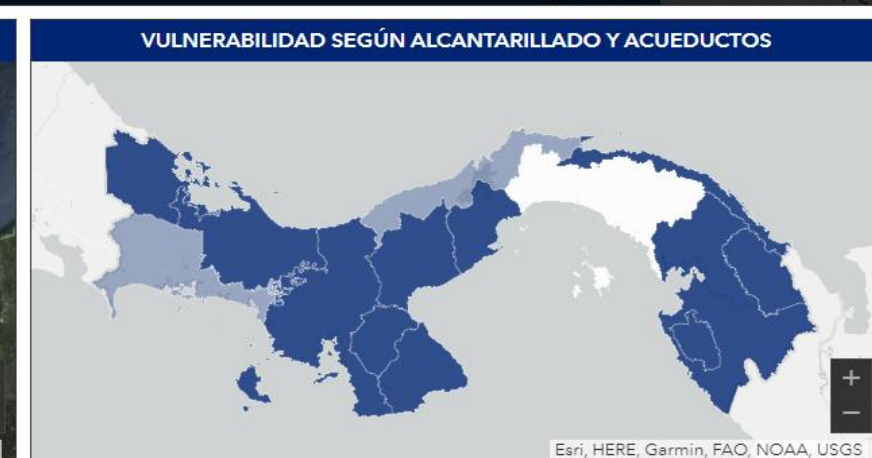 VULNERABILIDAD SEGÚN ALCANTARILLADO Y ACUEDUCTOS
+
−
Esri, HERE, Garmin, FAO, NOAA, USGS